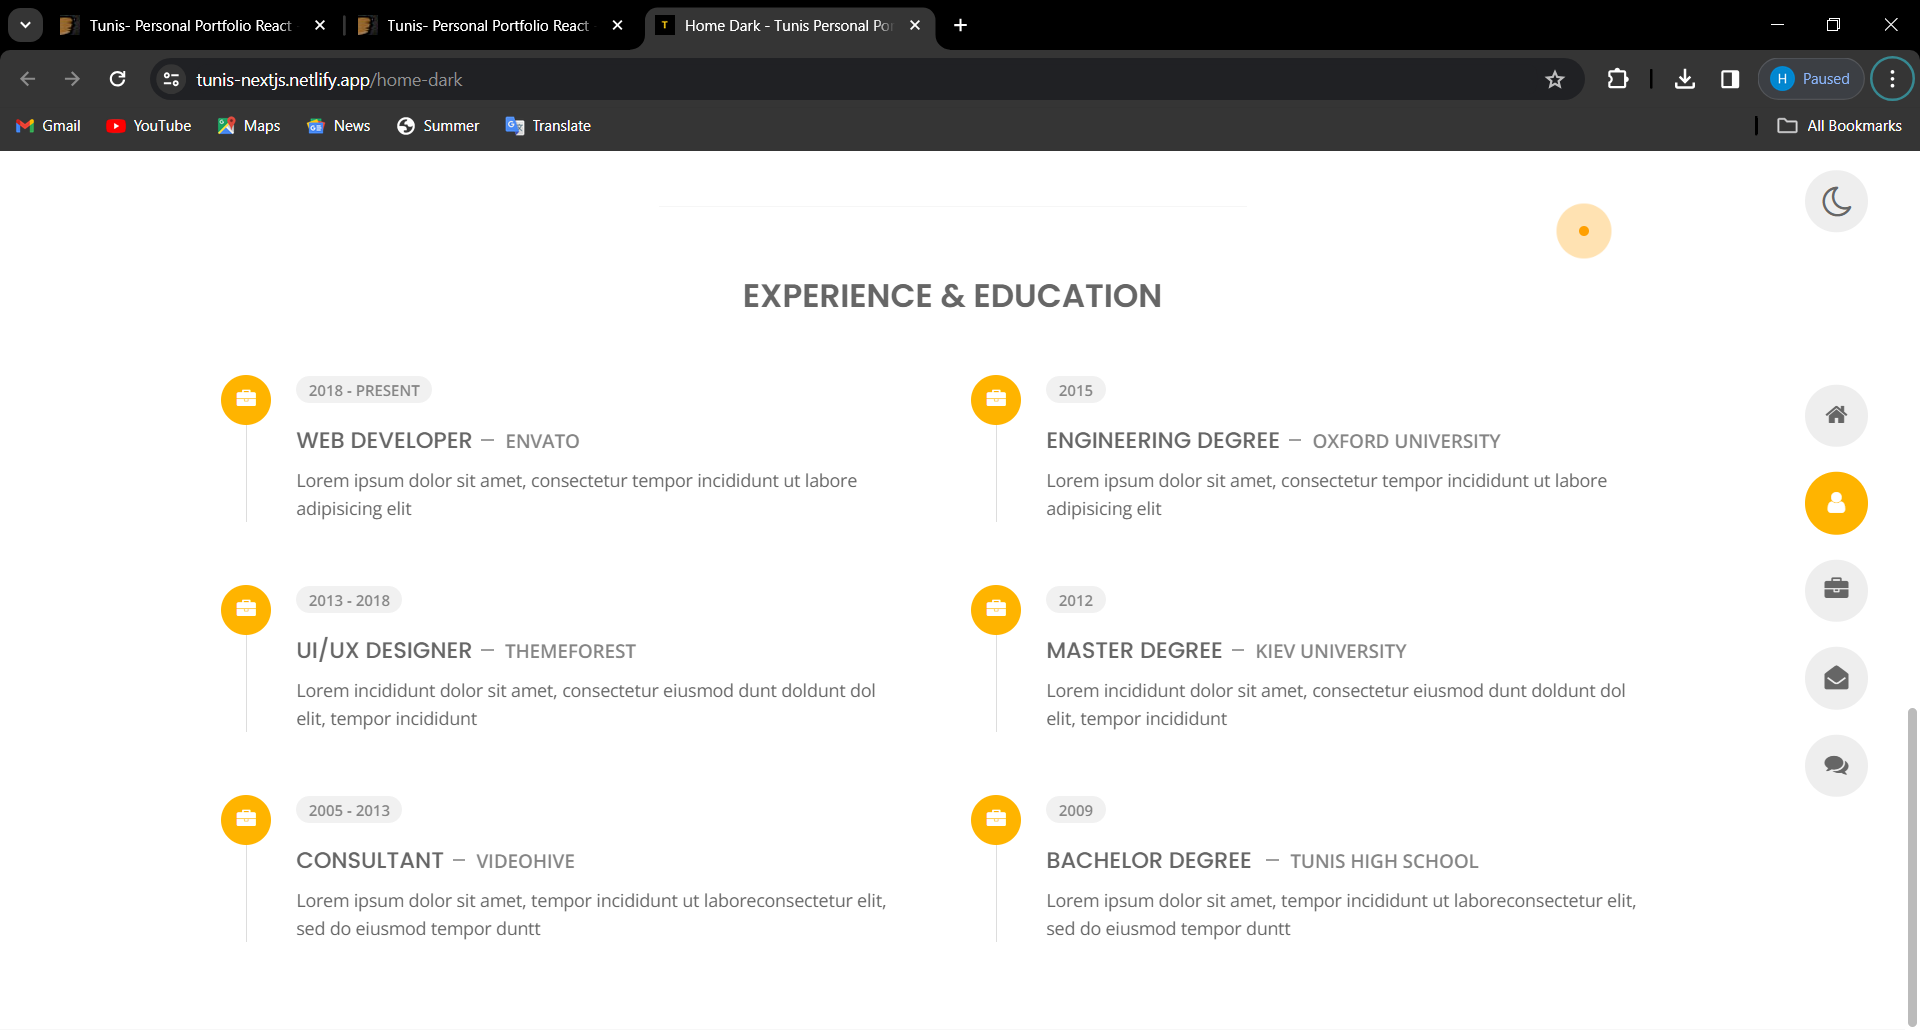 Tunis- Personal Portfolio React
Tunis- Personal Portfolio React
Home Dark - Tunis Personal Po
tunis-nextjs.netlify.app/home-dark
H Paused
Gmail
YouTube
Maps
News
Summer
Translate
All Bookmarks
EXPERIENCE & EDUCATION
2018 - PRESENT
WEB DEVELOPER — ENVATO
Lorem ipsum dolor sit amet, consectetur tempor incididunt ut labore
adipisicing elit
2013 - 2018
UI/UX DESIGNER — THEMEFOREST
Lorem incididunt dolor sit amet, consectetur eiusmod dunt doldunt dol
elit, tempor incididunt
2005 - 2013
CONSULTANT — VIDEOHIVE
Lorem ipsum dolor sit amet, tempor incididunt ut laboreconsectetur elit,
sed do eiusmod tempor duntt
2015
ENGINEERING DEGREE — OXFORD UNIVERSITY
Lorem ipsum dolor sit amet, consectetur tempor incididunt ut labore
adipisicing elit
2012
MASTER DEGREE — KIEV UNIVERSITY
Lorem incididunt dolor sit amet, consectetur eiusmod dunt doldunt dol
elit, tempor incididunt
2009
BACHELOR DEGREE — TUNIS HIGH SCHOOL
Lorem ipsum dolor sit amet, tempor incididunt ut laboreconsectetur elit,
sed do eiusmod tempor duntt